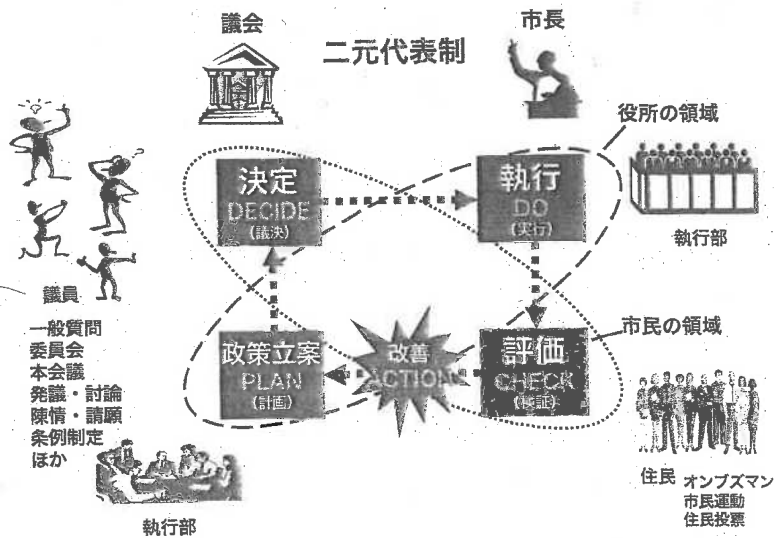 議会
二元代表制
市長
役所の領域
決定
DECIDE
(議決)
執行
DO
(実行)
執行部
議員
一般質問
委員会
本会議
発議・討論
陳情・請願
条例制定
ほか
政策立案
PLAN
(計画)
改善
ACTION
評価
CHECK
(検証)
市民の領域
執行部
住民
オンブズマン
市民運動
住民投票